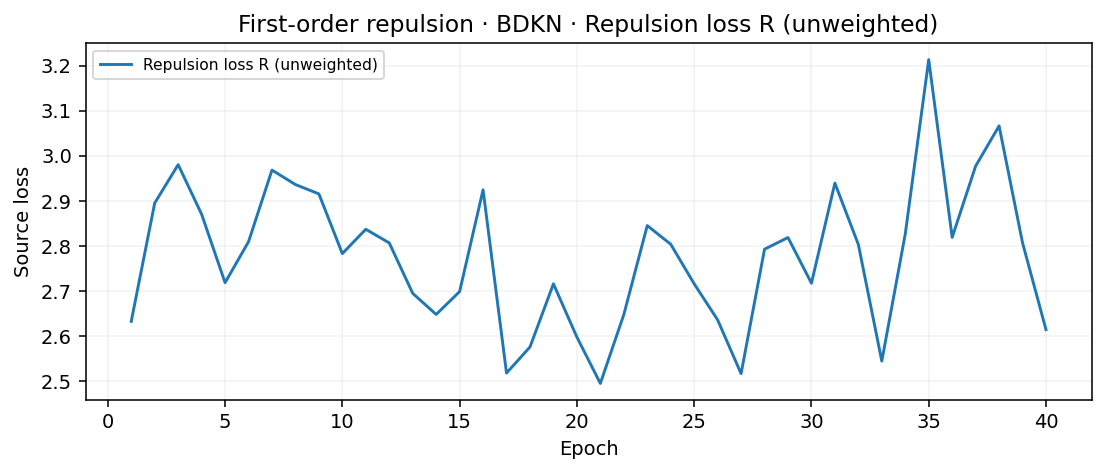 First-order repulsion · BDKN · Repulsion loss R (unweighted)
Repulsion loss R (unweighted)
Source loss
3.2
3.1
3.0
2.9
2.8
2.7
2.6
2.5
0 5 10 15 20 25 30 35 40
Epoch